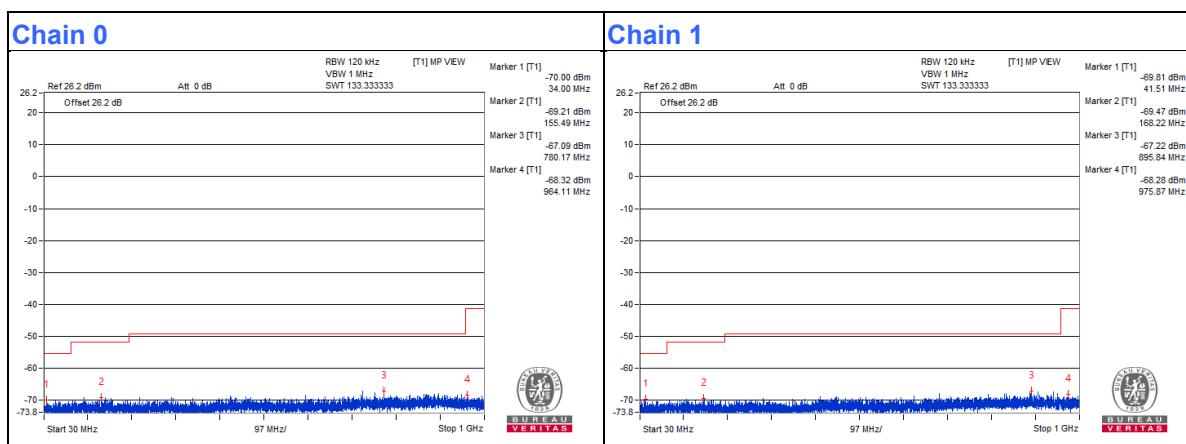 Chain 0
RBW 120 kHz [T1] MP VIEW
VBW 1 MHz
Ref 26.2 dBm Att 0 dB SWT 133.333333
Marker 1 [T1]
-70.00 dBm
34.00 MHz
Marker 2 [T1]
-69.21 dBm
155.49 MHz
Marker 3 [T1]
-67.09 dBm
780.17 MHz
Marker 4 [T1]
-68.32 dBm
964.11 MHz
26.2
Offset 26.2 dB
20
10
0
-10
-20
-30
-40
-50
-60
-70
-73.8
1
2
3
4
Start 30 MHz 97 MHz/ Stop 1 GHz
BUREAU VERITAS
1828
BUREAU
VERITAS
Chain 1
RBW 120 kHz [T1] MP VIEW
VBW 1 MHz
Ref 26.2 dBm Att 0 dB SWT 133.333333
Marker 1 [T1]
-69.81 dBm
41.51 MHz
Marker 2 [T1]
-69.47 dBm
168.22 MHz
Marker 3 [T1]
-67.22 dBm
895.84 MHz
Marker 4 [T1]
-68.28 dBm
975.87 MHz
26.2
Offset 26.2 dB
20
10
0
-10
-20
-30
-40
-50
-60
-70
-73.8
1
2
3
4
Start 30 MHz 97 MHz/ Stop 1 GHz
BUREAU VERITAS
1828
BUREAU
VERITAS